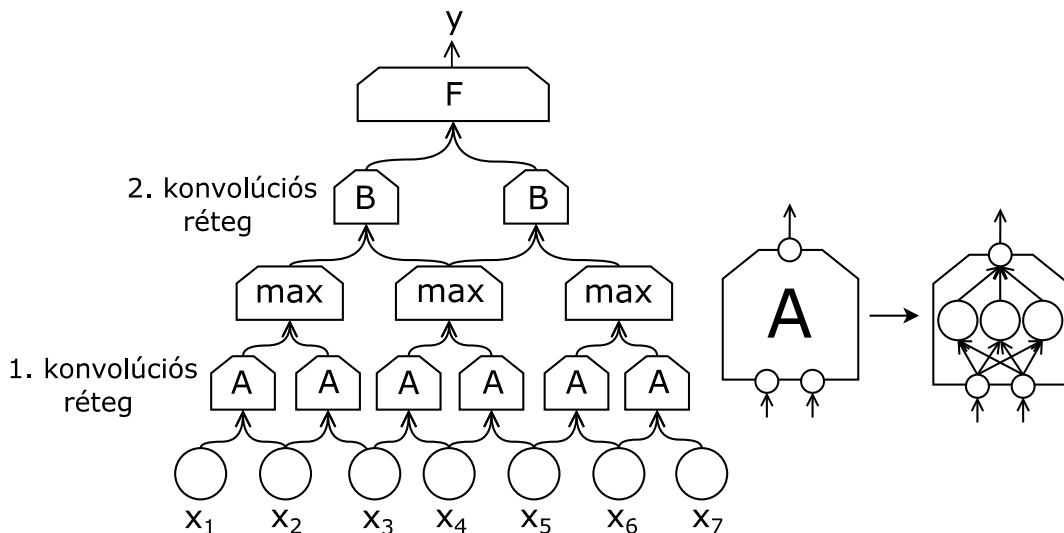 y
F
2. konvolúciós
réteg
B B
max max max
A
1. konvolúciós
réteg
A A A A A A
x₁ x₂ x₃ x₄ x₅ x₆ x₇